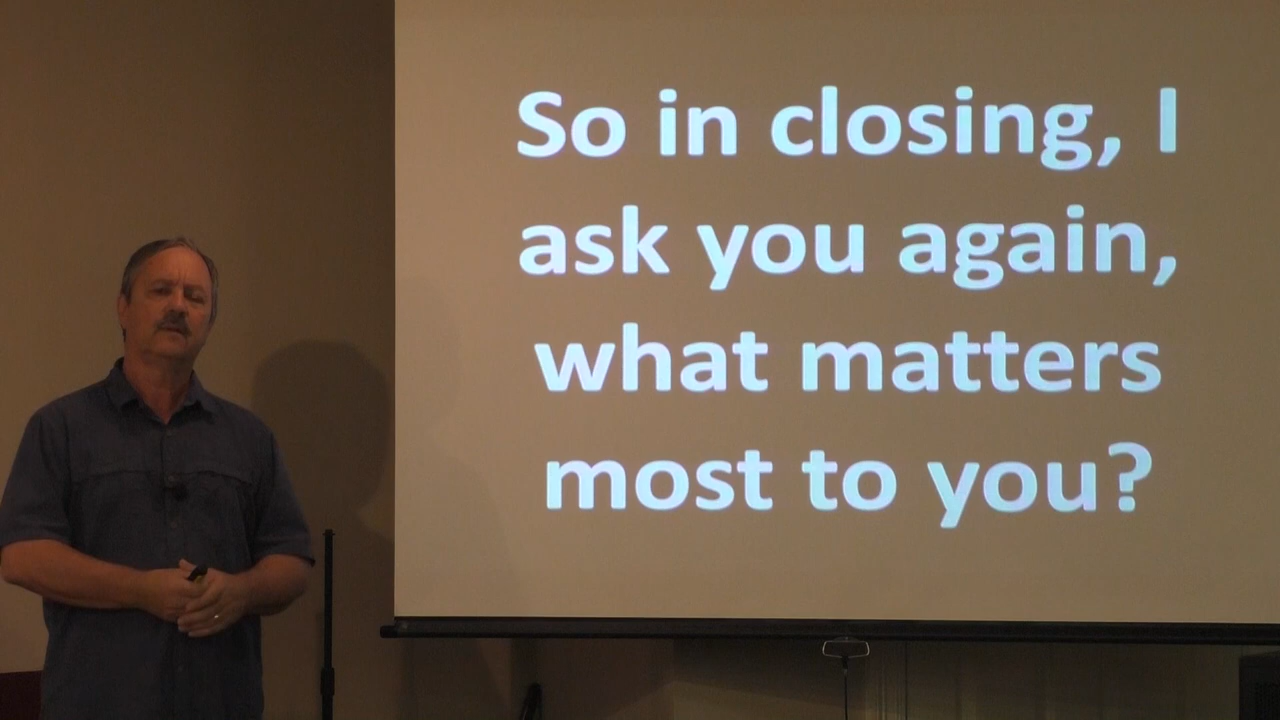 So in closing, I
ask you again,
what matters
most to you?